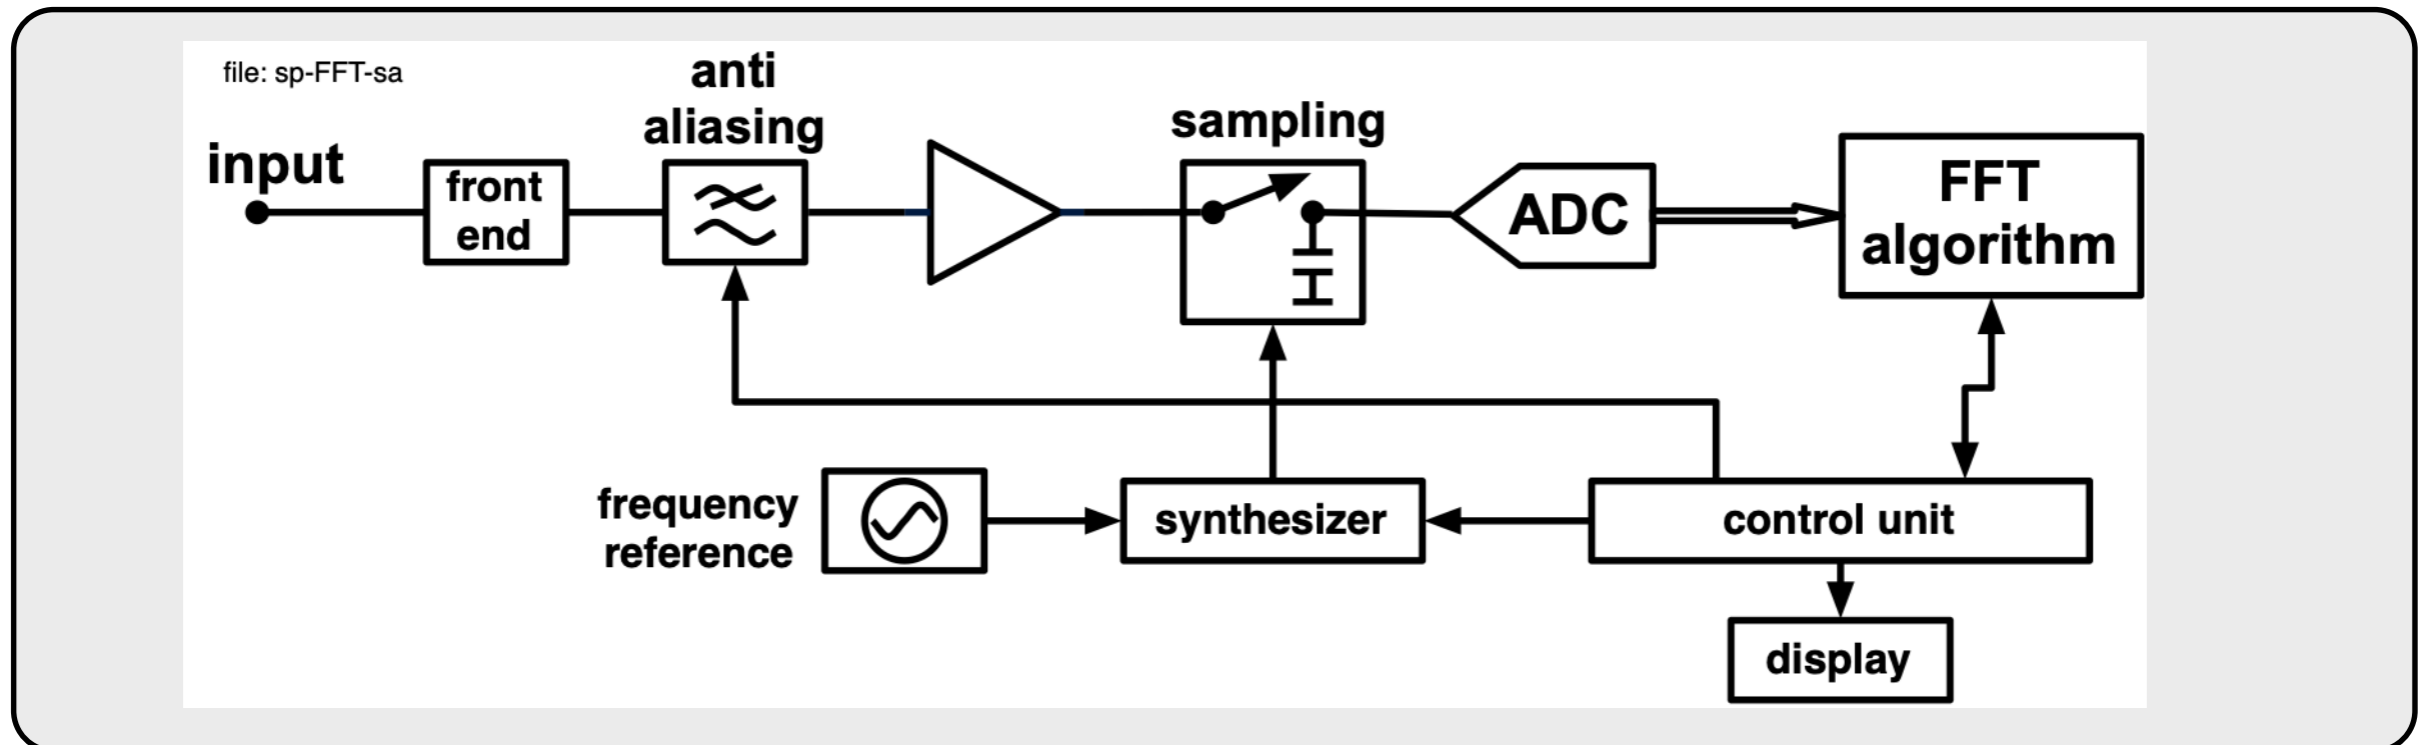 file: sp-FFT-sa
anti
aliasing
sampling
input
front
end
ADC
FFT
algorithm
frequency
reference
synthesizer
control unit
display